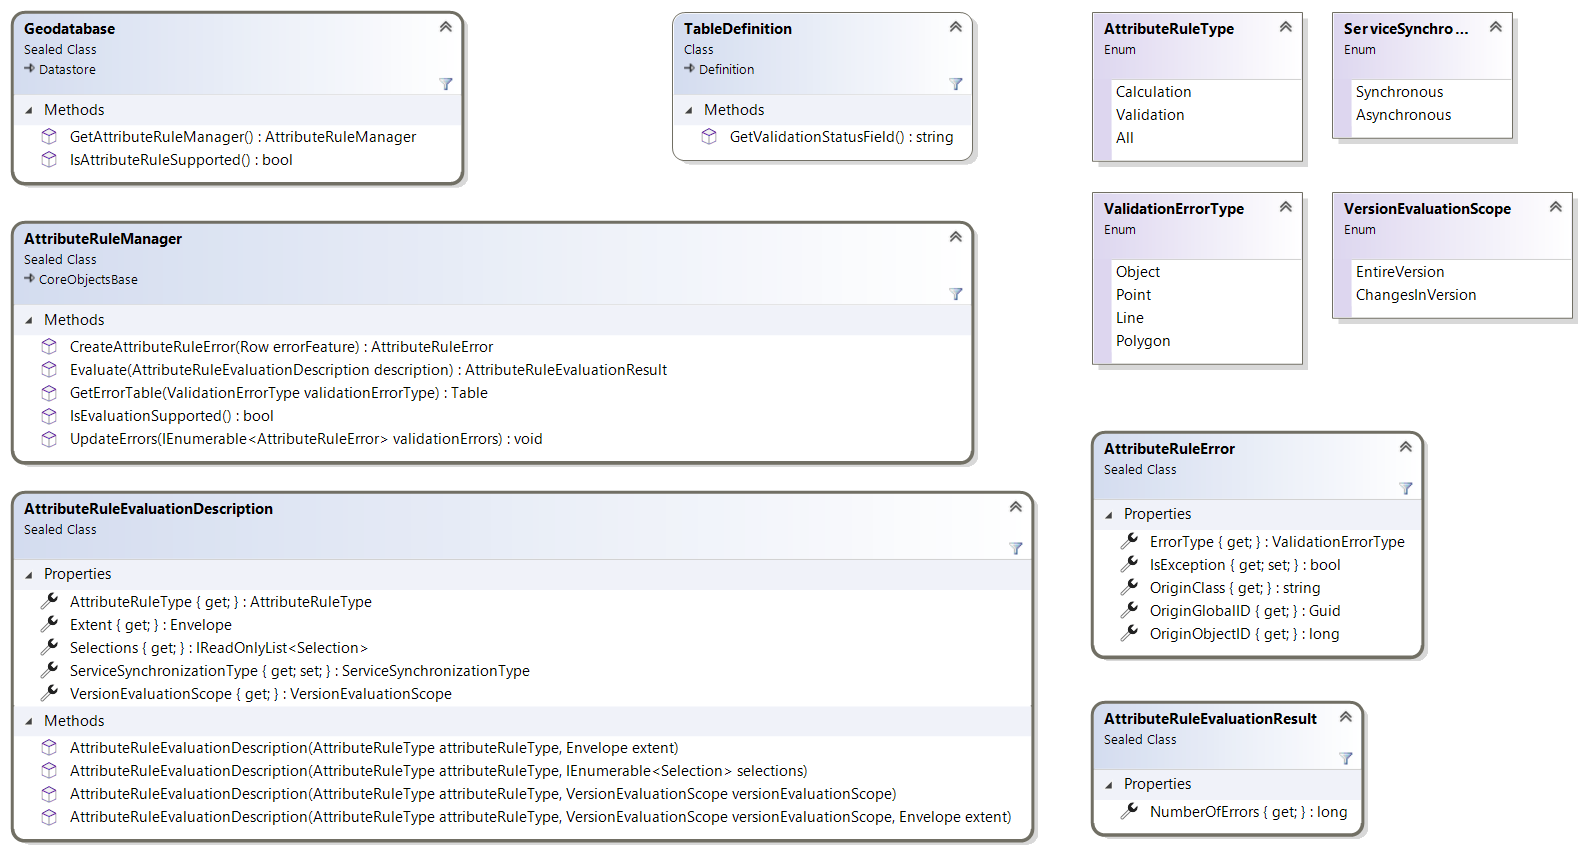 Geodatabase
Sealed Class
Datastore
Methods
GetAttributeRuleManager() : AttributeRuleManager
IsAttributeRuleSupported() : bool
TableDefinition
Class
Definition
Methods
GetValidationStatusField() : string
AttributeRuleType
Enum
Calculation
Validation
All
ServiceSynchro...
Enum
Synchronous
Asynchronous
AttributeRuleManager
Sealed Class
CoreObjectsBase
Methods
CreateAttributeRuleError(Row errorFeature) : AttributeRuleError
Evaluate(AttributeRuleEvaluationDescription description) : AttributeRuleEvaluationResult
GetErrorTable(ValidationErrorType validationErrorType) : Table
IsEvaluationSupported() : bool
UpdateErrors(IEnumerable<AttributeRuleError> validationErrors) : void
ValidationErrorType
Enum
Object
Point
Line
Polygon
VersionEvaluationScope
Enum
EntireVersion
ChangesInVersion
AttributeRuleEvaluationDescription
Sealed Class
Properties
AttributeRuleType { get; } : AttributeRuleType
Extent { get; } : Envelope
Selections { get; } : IReadOnlyList<Selection>
ServiceSynchronizationType { get; set; } : ServiceSynchronizationType
VersionEvaluationScope { get; } : VersionEvaluationScope
Methods
AttributeRuleEvaluationDescription(AttributeRuleType attributeRuleType, Envelope extent)
AttributeRuleEvaluationDescription(AttributeRuleType attributeRuleType, IEnumerable<Selection> selections)
AttributeRuleEvaluationDescription(AttributeRuleType attributeRuleType, VersionEvaluationScope versionEvaluationScope)
AttributeRuleEvaluationDescription(AttributeRuleType attributeRuleType, VersionEvaluationScope versionEvaluationScope, Envelope extent)
AttributeRuleError
Sealed Class
Properties
ErrorType { get; } : ValidationErrorType
IsException { get; set; } : bool
OriginClass { get; } : string
OriginGlobalID { get; } : Guid
OriginObjectID { get; } : long
AttributeRuleEvaluationResult
Sealed Class
Properties
NumberOfErrors { get; } : long